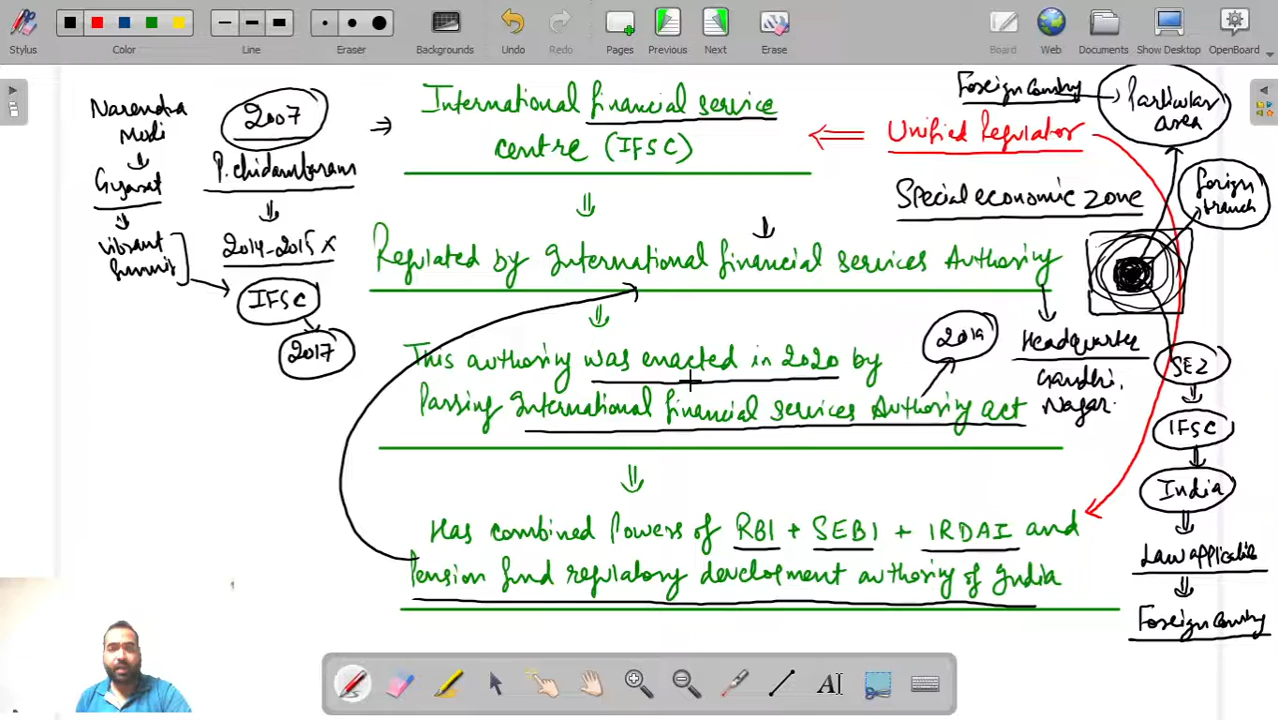 Stylus
Color
Line
Eraser
Backgrounds
Undo
Redo
Pages
Previous
Next
Erase
Board
Web
Documents
Show Desktop
OpenBoard
Narendra
Modi
Gujarat
Vibrant
Summit
2007
P. chidambaram
2014-2015 x
IFSC
2017
International financial service
centre (IFSC)
Unified Regulator
Foreign Country
Particular
area
Special economic zone
foreign
branch
Regulated by International financial services Authority
This authority was enacted in 2020 by
Passing International financial services Authority act
2019
Headquarter
Gandhi
Nagar
Has combined Powers of RBI + SEBI + IRDAI and
Pension fund regulatory development authority of India
SEZ
IFSC
India
Law applicable
Foreign Country
AI